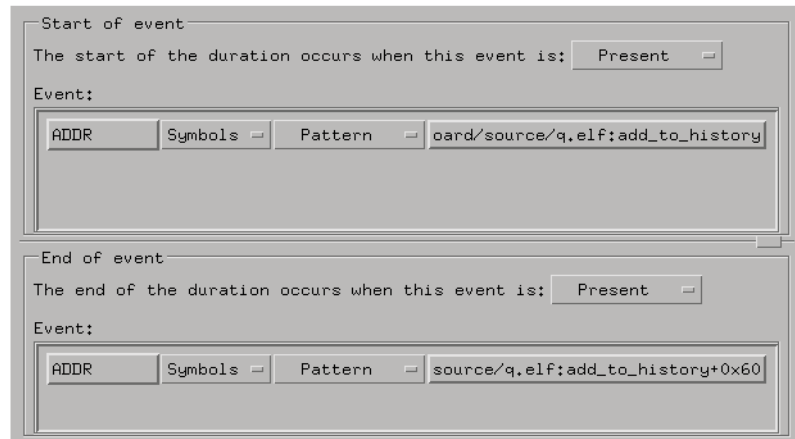 Start of event
The start of the duration occurs when this event is: Present
Event:
ADDR Symbols Pattern oard/source/q.elf:add_to_history
End of event
The end of the duration occurs when this event is: Present
Event:
ADDR Symbols Pattern source/q.elf:add_to_history+0x60